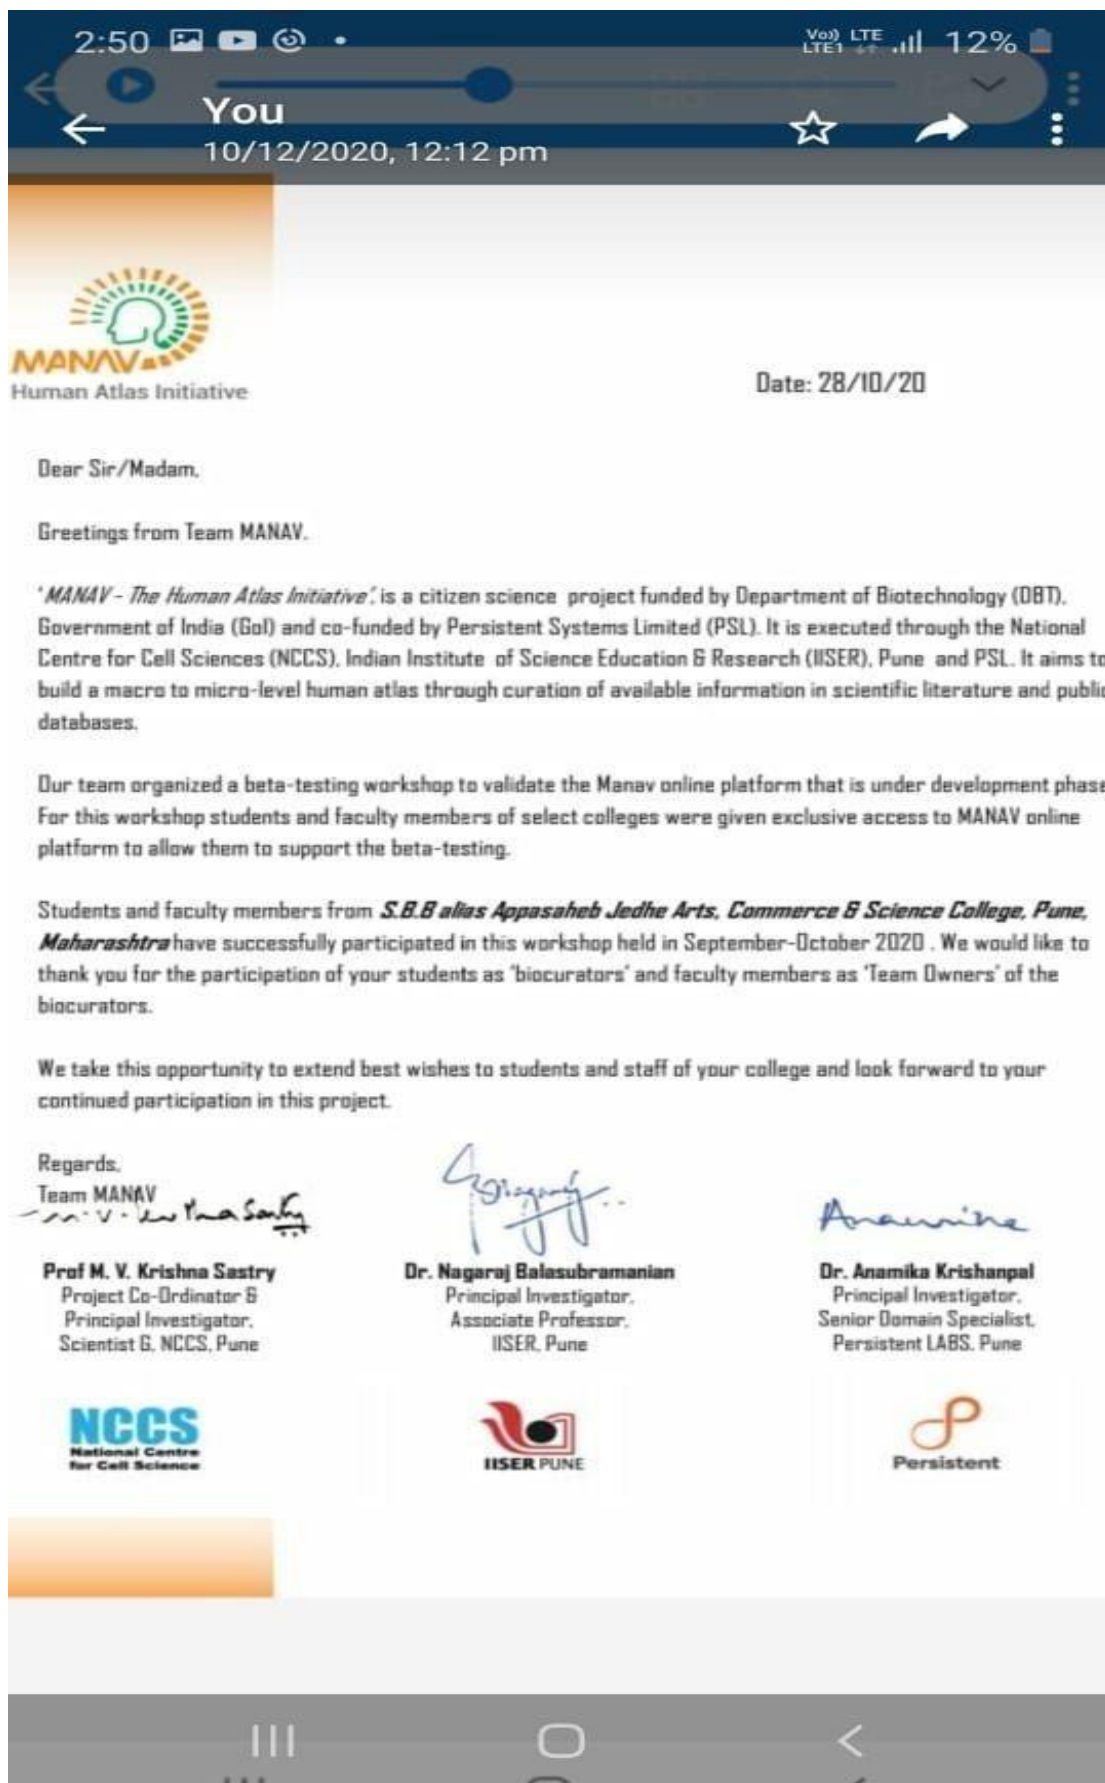 2:50
Vo)) LTE
LTE1
12%
You
10/12/2020, 12:12 pm
MANAV
Human Atlas Initiative
Date: 28/10/20
Dear Sir/Madam,
Greetings from Team MANAV.
'MANAV - The Human Atlas Initiative', is a citizen science project funded by Department of Biotechnology (DBT),
Government of India (GoI) and co-funded by Persistent Systems Limited (PSL). It is executed through the National
Centre for Cell Sciences (NCCS), Indian Institute of Science Education & Research (IISER), Pune and PSL. It aims to
build a macro to micro-level human atlas through curation of available information in scientific literature and public
databases.
Our team organized a beta-testing workshop to validate the Manav online platform that is under development phase
For this workshop students and faculty members of select colleges were given exclusive access to MANAV online
platform to allow them to support the beta-testing.
Students and faculty members from S.B.B alias Appasaheb Jedhe Arts, Commerce & Science College, Pune,
Maharashtra have successfully participated in this workshop held in September-October 2020 . We would like to
thank you for the participation of your students as 'biocurators' and faculty members as 'Team Owners' of the
biocurators.
We take this opportunity to extend best wishes to students and staff of your college and look forward to your
continued participation in this project.
Regards,
Team MANAV
Prof M. V. Krishna Sastry
Project Co-Ordinator &
Principal Investigator,
Scientist G, NCCS, Pune
Dr. Nagaraj Balasubramanian
Principal Investigator,
Associate Professor,
IISER, Pune
Dr. Anamika Krishanpal
Principal Investigator,
Senior Domain Specialist,
Persistent LABS, Pune
NCCS
National Centre
for Cell Science
IISER PUNE
Persistent